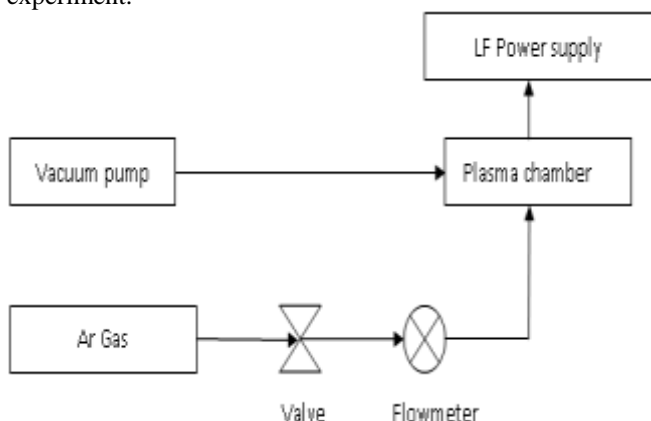 experiment.
LF Power supply
Vacuum pump
Plasma chamber
Ar Gas
Valve
Flowmeter